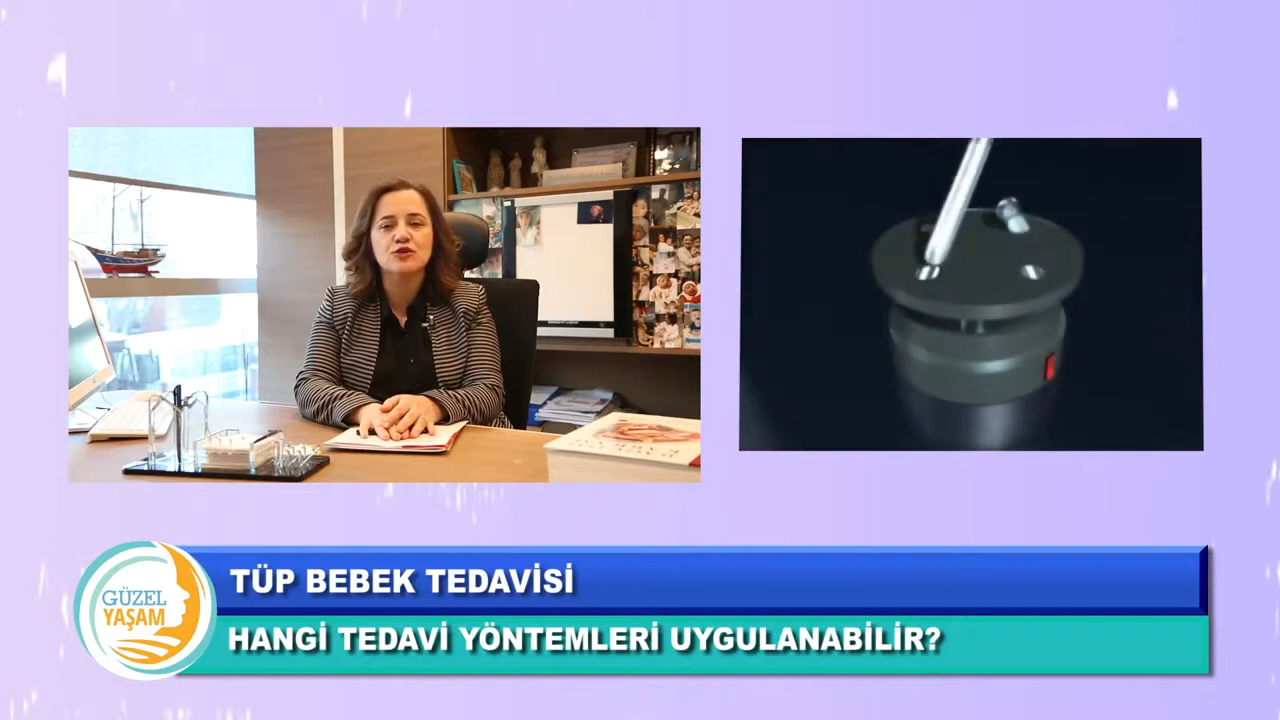 TÜP BEBEK TEDAVİSİ
GÜZEL
YAŞAM
HANGİ TEDAVİ YÖNTEMLERİ UYGULANABİLİR?